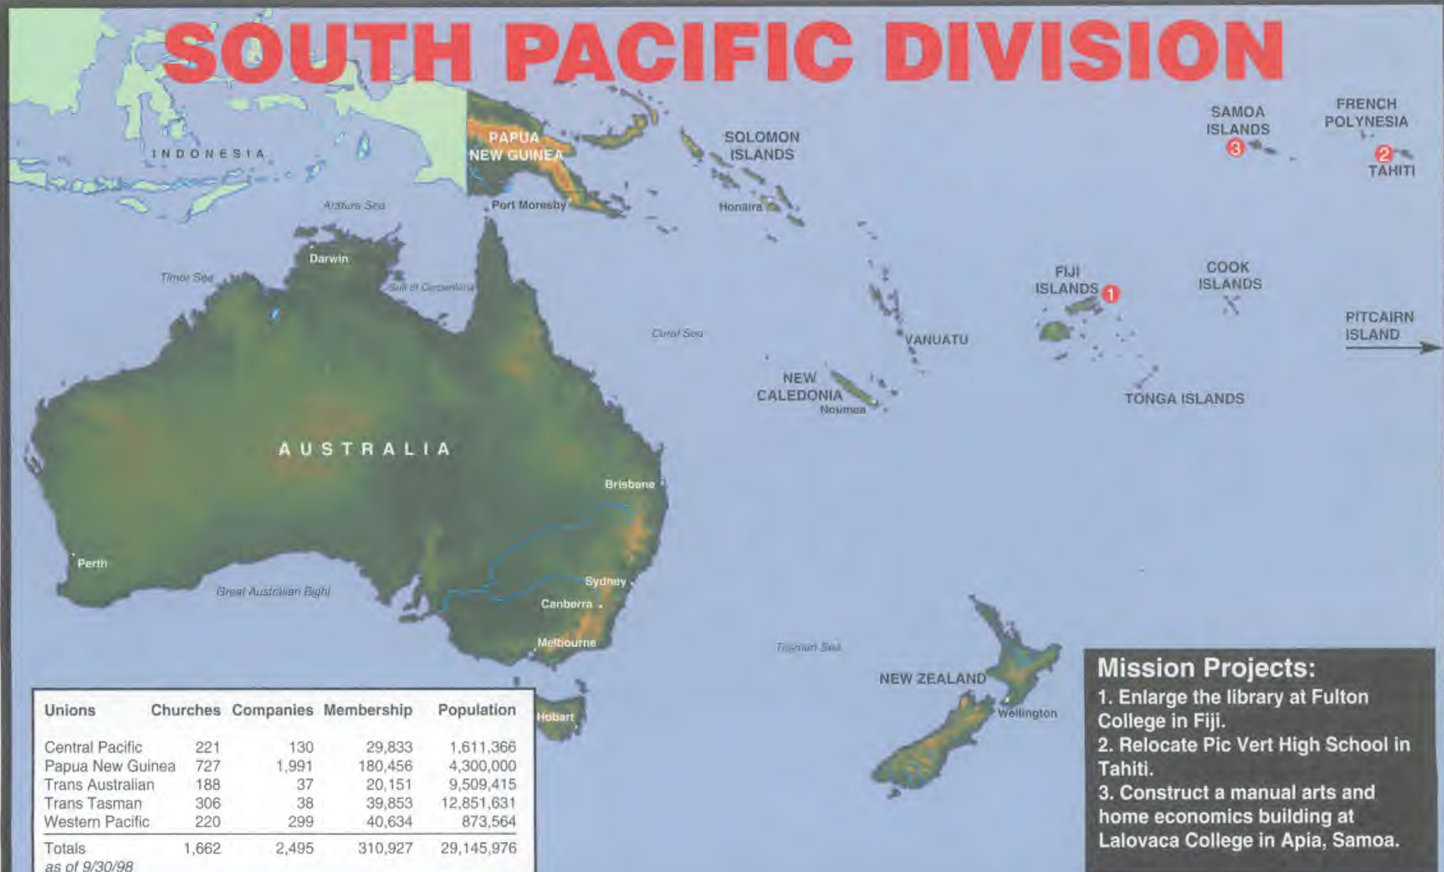 SOUTH PACIFIC DIVISION
INDONESIA
PAPUA
NEW GUINEA
SOLOMON
ISLANDS
SAMOA
ISLANDS
3
FRENCH
POLYNESIA
2
TAHITI
Arafura Sea
Port Moresby
Honaira
Darwin
Timor Sea
Gulf of Carpentaria
Coral Sea
FIJI
ISLANDS
1
COOK
ISLANDS
PITCAIRN
ISLAND
VANUATU
NEW
CALEDONIA
Noumea
TONGA ISLANDS
AUSTRALIA
Brisbane
Perth
Great Australian Bight
Sydney
Canberra
Melbourne
Tasman Sea
NEW ZEALAND
Wellington
Hobart
Unions Churches Companies Membership Population
Central Pacific 221 130 29,833 1,611,366
Papua New Guinea 727 1,991 180,456 4,300,000
Trans Australian 188 37 20,151 9,509,415
Trans Tasman 306 38 39,853 12,851,631
Western Pacific 220 299 40,634 873,564
Totals 1,662 2,495 310,927 29,145,976
as of 9/30/98
Mission Projects:
1. Enlarge the library at Fulton
College in Fiji.
2. Relocate Pic Vert High School in
Tahiti.
3. Construct a manual arts and
home economics building at
Lalovaca College in Apia, Samoa.